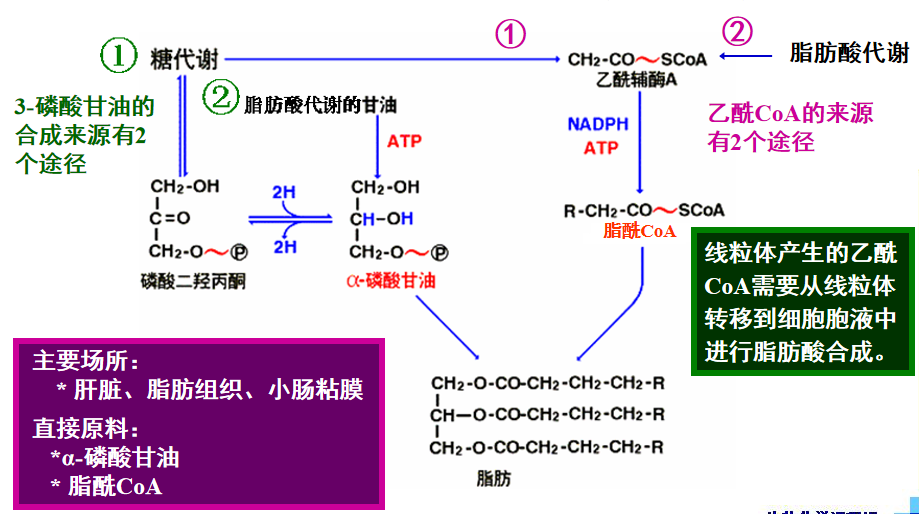 ①
②
① 糖代谢
CH2-CO～SCoA
乙酰辅酶A
脂肪酸代谢
② 脂肪酸代谢的甘油
3-磷酸甘油的
合成来源有2
个途径
ATP
NADPH
ATP
乙酰CoA的来源
有2个途径
CH2-OH
C=O
CH2-O～P
磷酸二羟丙酮
2H
2H
CH2-OH
CH-OH
CH2-O～P
α-磷酸甘油
R-CH2-CO～SCoA
脂酰CoA
线粒体产生的乙酰
CoA需要从线粒体
转移到细胞胞液中
进行脂肪酸合成。
主要场所：
* 肝脏、脂肪组织、小肠粘膜
直接原料：
*α-磷酸甘油
* 脂酰CoA
CH2-O-CO-CH2-CH2-CH2-R
CH-O-CO-CH2-CH2-CH2-R
CH2-O-CO-CH2-CH2-CH2-R
脂肪